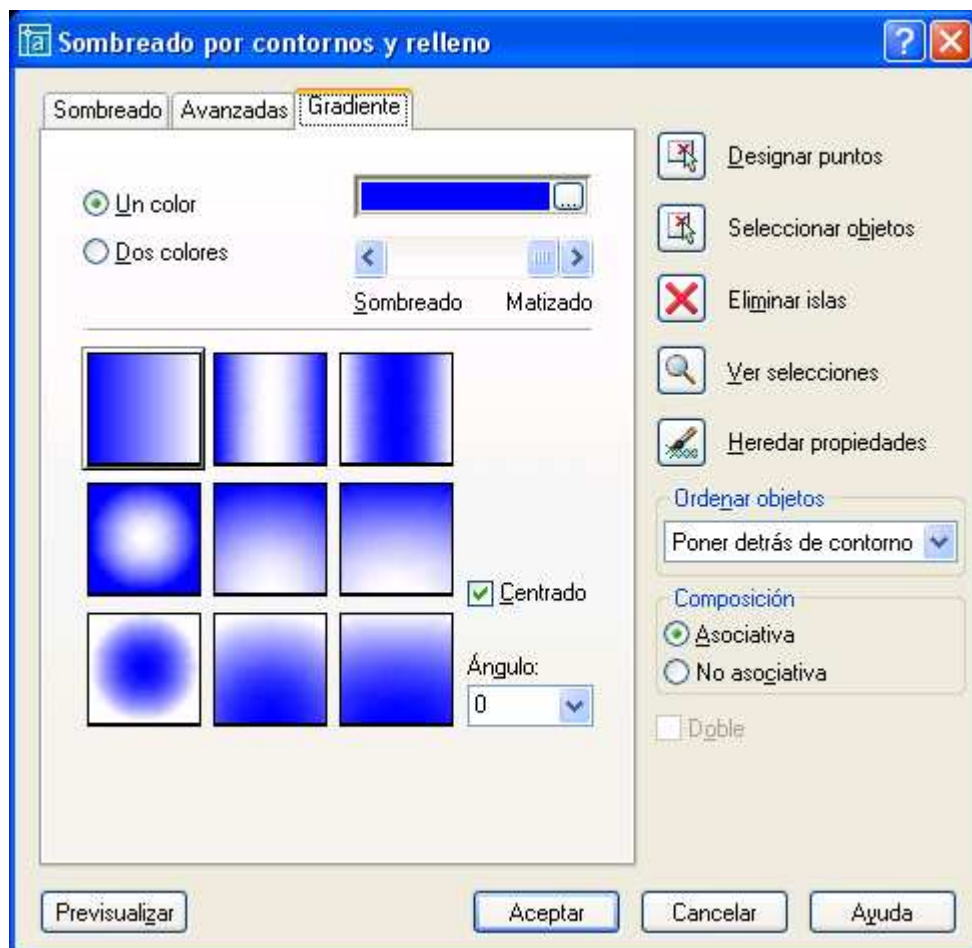 Sombreado por contornos y relleno
Sombreado Avanzadas Gradiente
Un color
...
Dos colores
Sombreado Matizado
Centrado
Ángulo:
0
Designar puntos
Seleccionar objetos
Eliminar islas
Ver selecciones
Heredar propiedades
Ordenar objetos
Poner detrás de contorno
Composición
Asociativa
No asociativa
Doble
Previsualizar Aceptar Cancelar Ayuda